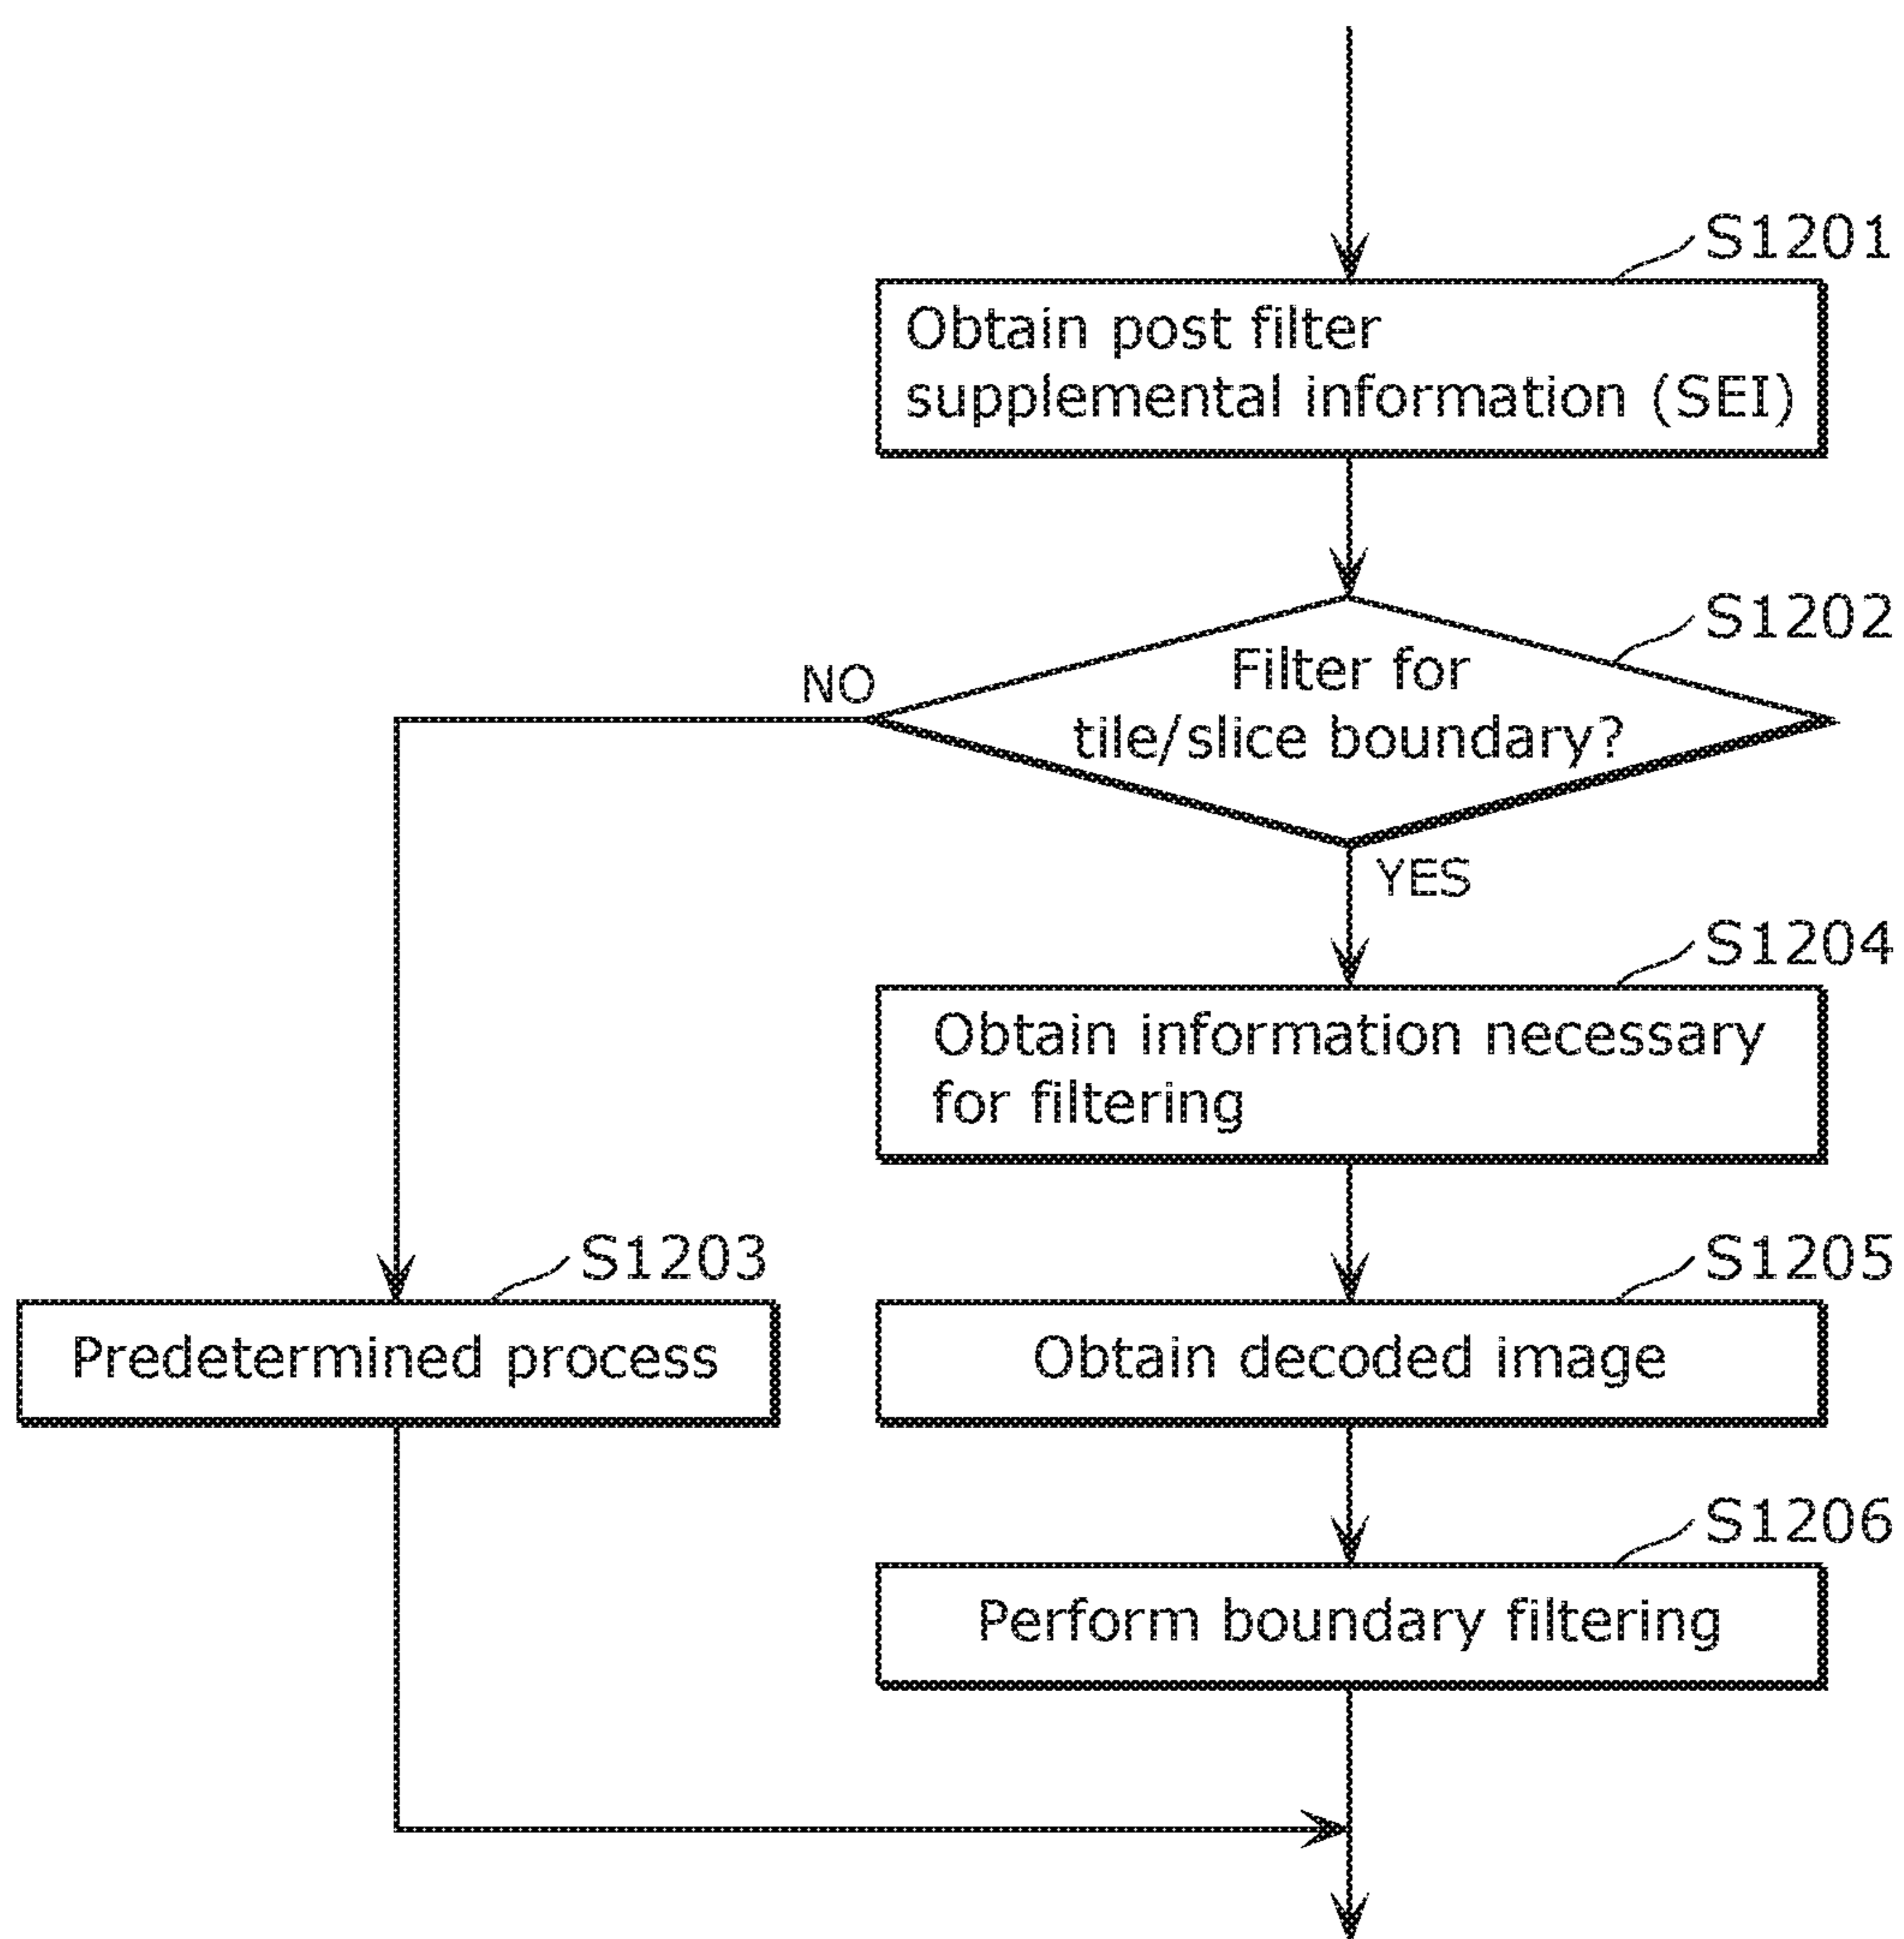 S1201
Obtain post filter
supplemental information (SEI)
S1202
Filter for
tile/slice boundary?
NO
YES
S1204
Obtain information necessary
for filtering
S1203
Predetermined process
S1205
Obtain decoded image
S1206
Perform boundary filtering